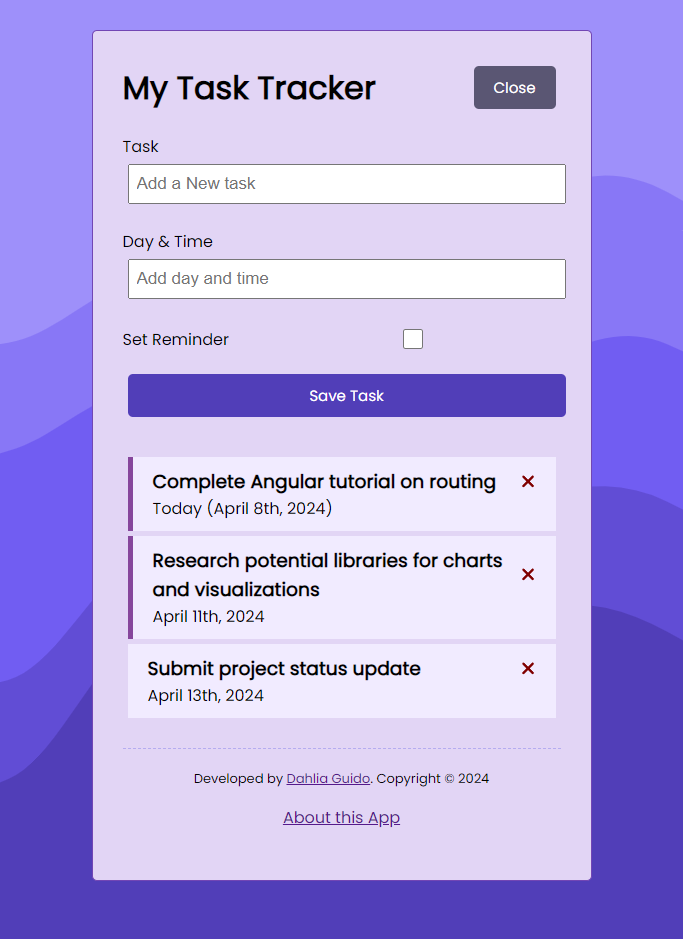 My Task Tracker
Close
Task
Add a New task
Day & Time
Add day and time
Set Reminder
Save Task
Complete Angular tutorial on routing
Today (April 8th, 2024)
Research potential libraries for charts
and visualizations
April 11th, 2024
Submit project status update
April 13th, 2024
Developed by Dahlia Guido. Copyright © 2024
About this App